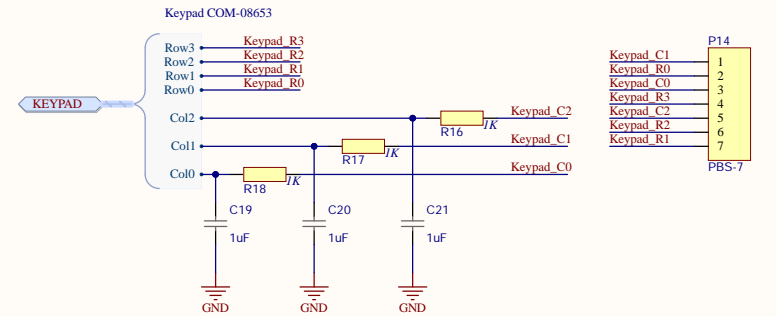 Keypad COM-08653
KEYPAD
Row3
Row2
Row1
Row0
Col2
Col1
Col0
Keypad_R3
Keypad_R2
Keypad_R1
Keypad_R0
R16
1K
Keypad_C2
R17
1K
Keypad_C1
R18
1K
Keypad_C0
C19
1uF
C20
1uF
C21
1uF
GND
GND
GND
P14
Keypad_C1 1
Keypad_R0 2
Keypad_C0 3
Keypad_R3 4
Keypad_C2 5
Keypad_R2 6
Keypad_R1 7
PBS-7